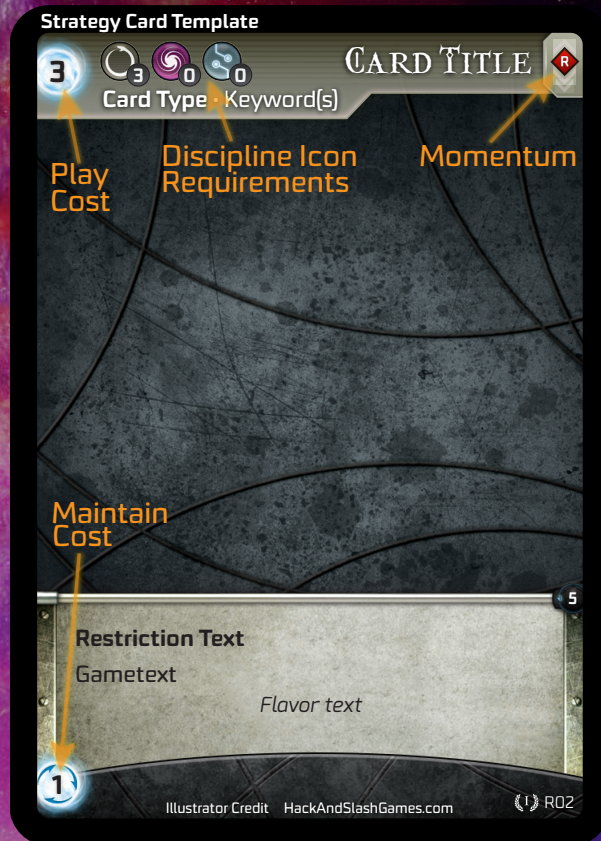 Strategy Card Template
3
3 0 0
CARD TITLE
R
Card Type • Keyword(s)
Play
Cost
Discipline Icon
Requirements
Momentum
Maintain
Cost
5
Restriction Text
Gametext
Flavor text
1
Illustrator Credit HackAndSlashGames.com
I R02